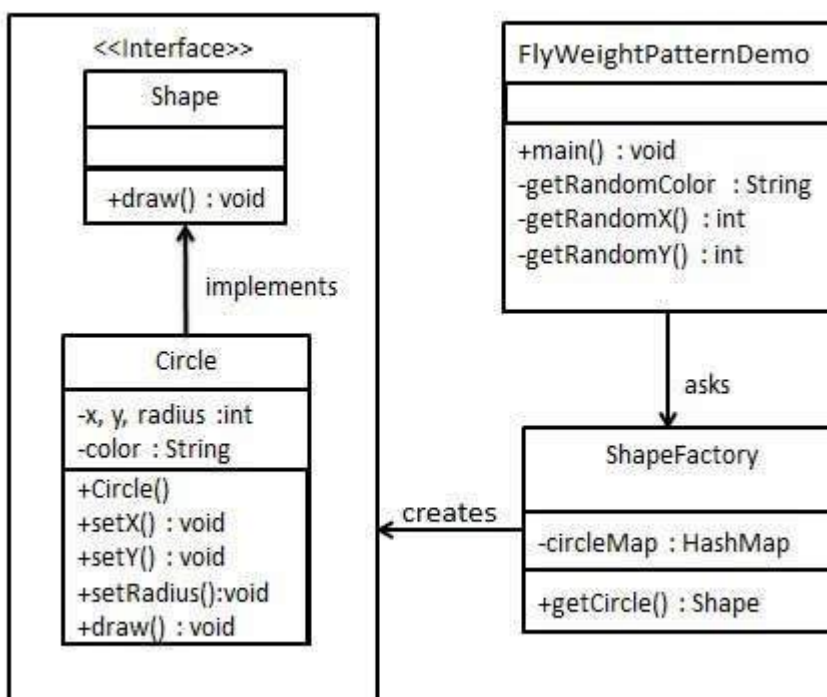 <<Interface>>
Shape
+draw() : void
implements
Circle
-x, y, radius :int
-color : String
+Circle()
+setX() : void
+setY() : void
+setRadius():void
+draw() : void
FlyWeightPatternDemo
+main() : void
-getRandomColor : String
-getRandomX() : int
-getRandomY() : int
asks
ShapeFactory
-circleMap : HashMap
+getCircle() : Shape
creates